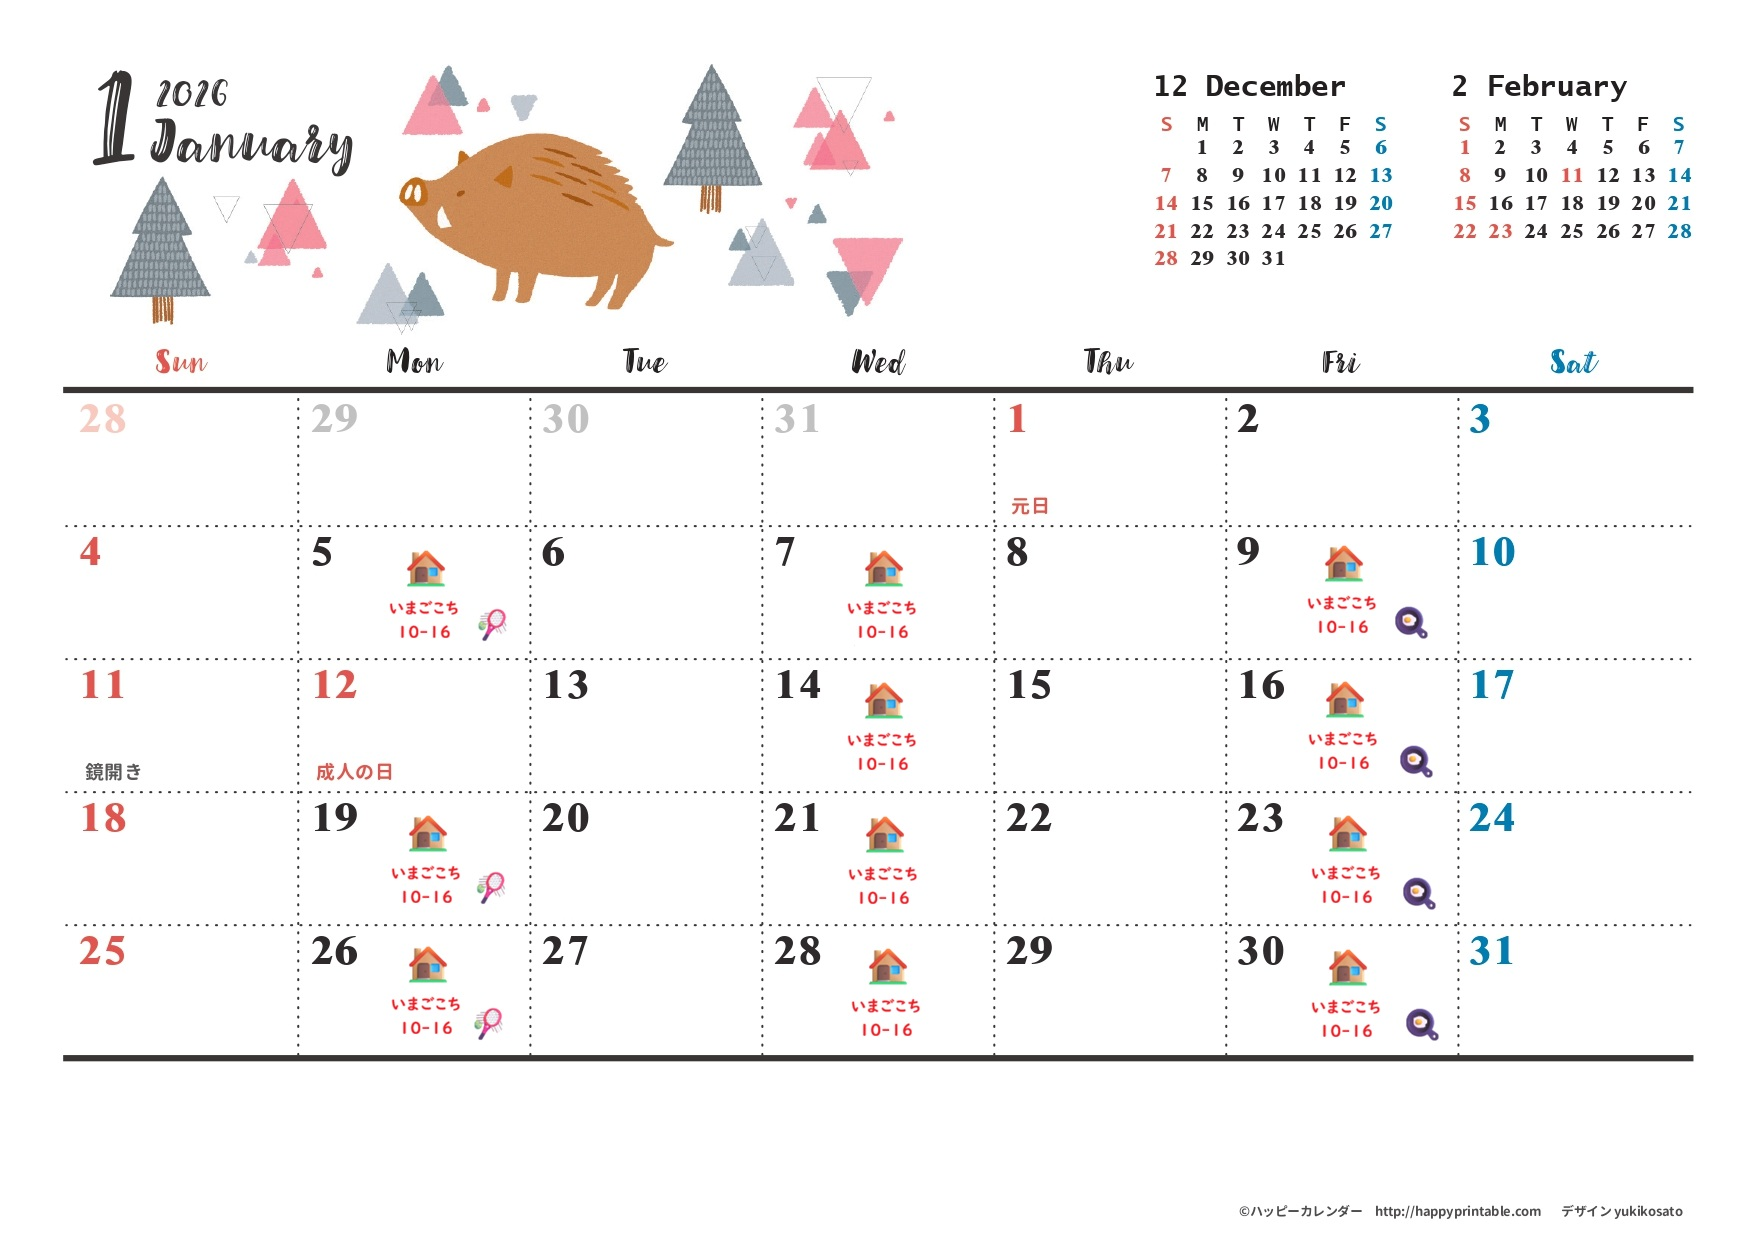 1 2026
January
12 December
S M T W T F S
1 2 3 4 5 6
7 8 9 10 11 12 13
14 15 16 17 18 19 20
21 22 23 24 25 26 27
28 29 30 31
2 February
S M T W T F S
1 2 3 4 5 6 7
8 9 10 11 12 13 14
15 16 17 18 19 20 21
22 23 24 25 26 27 28
Sun Mon Tue Wed Thu Fri Sat
28 29 30 31 1 2 3
元日
4 5 6 7 8 9 10
いまごこち いまごこち いまごこち
10-16 10-16 10-16
11 12 13 14 15 16 17
いまごこち いまごこち
10-16 10-16
鏡開き 成人の日
18 19 20 21 22 23 24
いまごこち いまごこち いまごこち
10-16 10-16 10-16
25 26 27 28 29 30 31
いまごこち いまごこち いまごこち
10-16 10-16 10-16
©ハッピーカレンダー http://happyprintable.com デザイン yukikosato